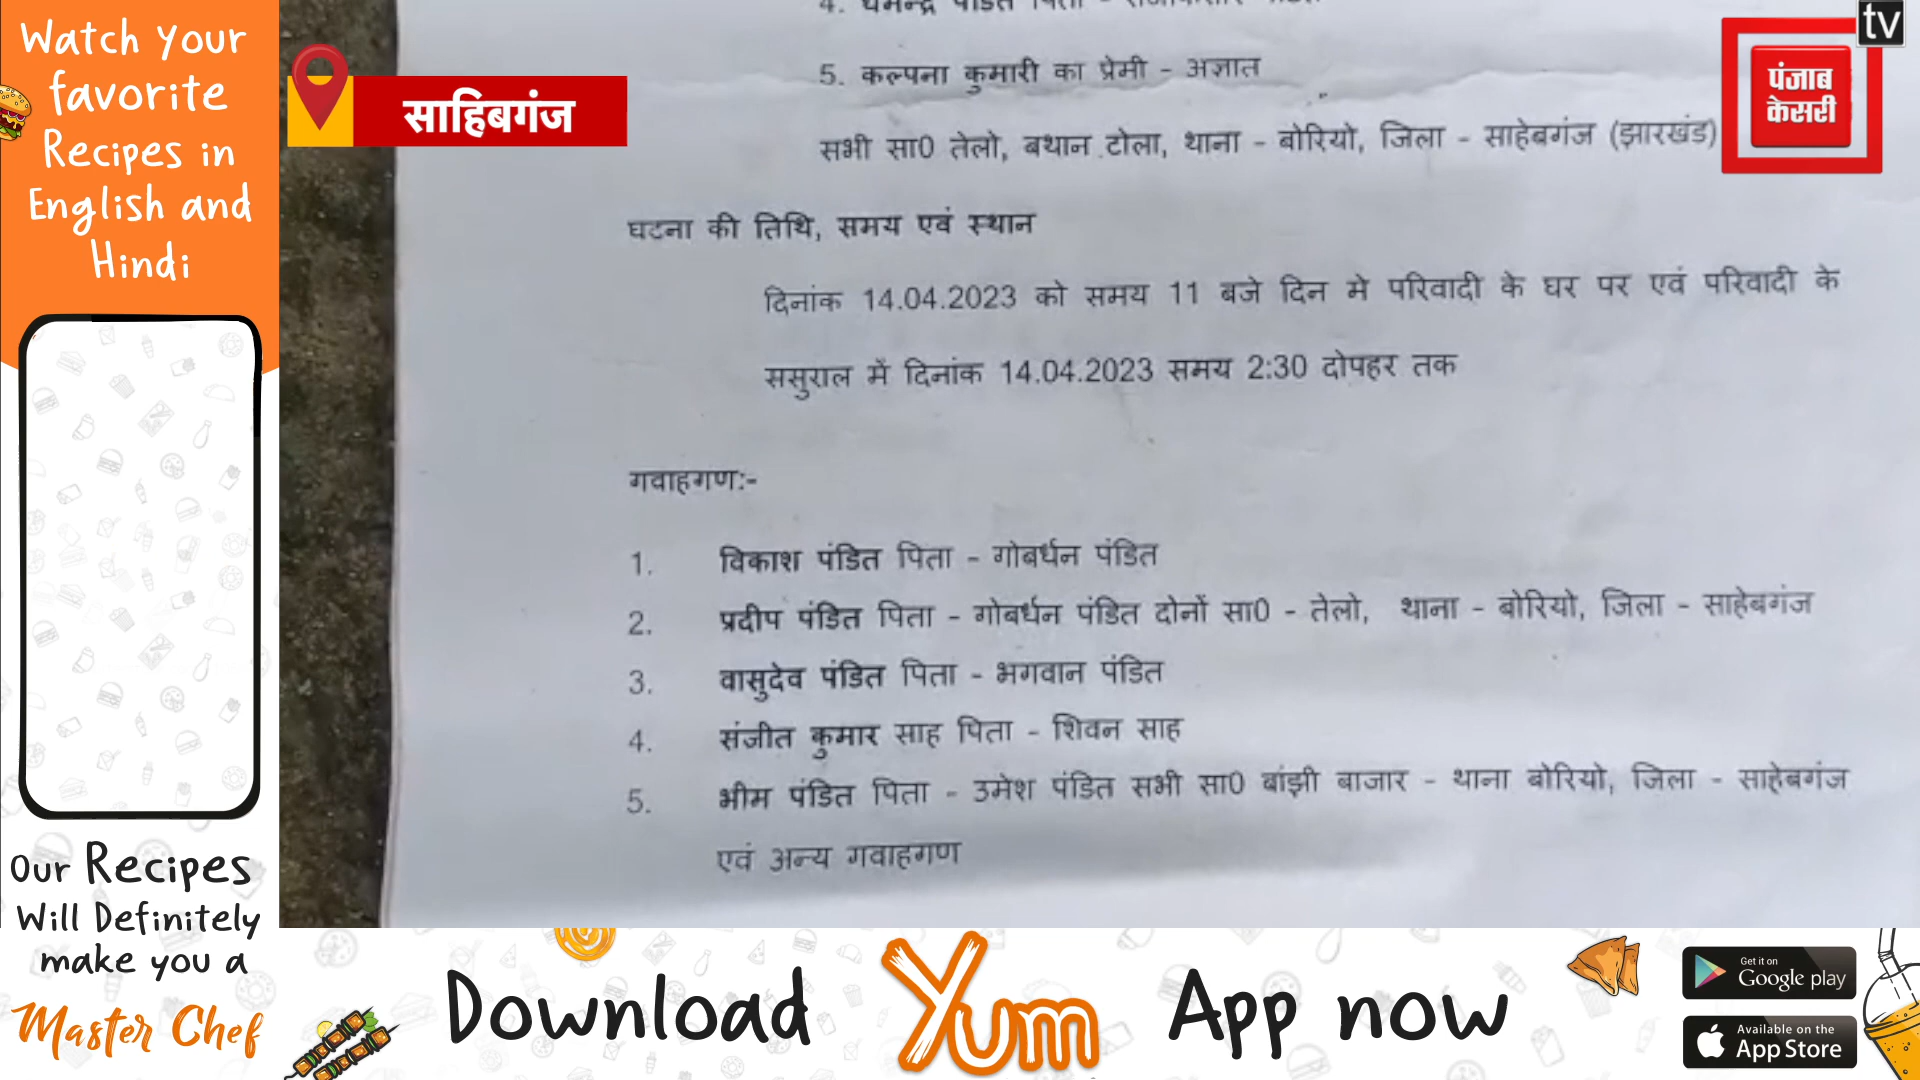 Watch your
favorite
Recipes in
English and
Hindi
Our Recipes
Will Definitely
make you a
Master Chef
साहिबगंज
tv
पंजाब
केसरी
4.
5. कल्पना कुमारी का प्रेमी - अज्ञात
सभी सा0 तेलो, बथान टोला, थाना - बोरियो, जिला - साहेबगंज (झारखंड)
घटना की तिथि, समय एवं स्थान
दिनांक 14.04.2023 को समय 11 बजे दिन मे परिवादी के घर पर एवं परिवादी के
ससुराल में दिनांक 14.04.2023 समय 2:30 दोपहर तक
गवाहगण:-
1. विकाश पंडित पिता - गोबर्धन पंडित
2. प्रदीप पंडित पिता - गोबर्धन पंडित दोनों सा0 - तेलो, थाना - बोरियो, जिला - साहेबगंज
3. वासुदेव पंडित पिता - भगवान पंडित
4. संजीत कुमार साह पिता - शिवन साह
5. भीम पंडित पिता - उमेश पंडित सभी सा0 बांझी बाजार - थाना बोरियो, जिला - साहेबगंज
एवं अन्य गवाहगण
Download Yum App now
Get it on
Google play
Available on the
App Store